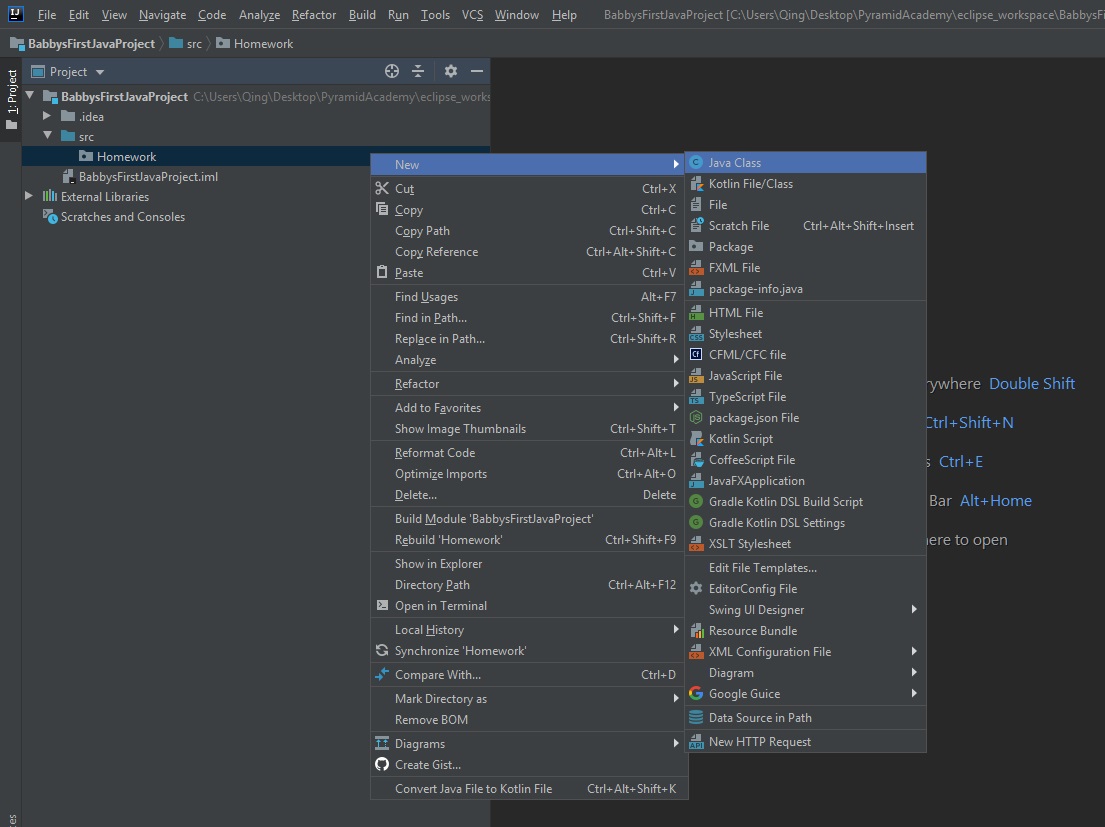 File Edit View Navigate Code Analyze Refactor Build Run Tools VCS Window Help BabbysFirstJavaProject [C:\Users\Qing\Desktop\PyramidAcademy\eclipse_workspace\BabbysFi
BabbysFirstJavaProject src Homework
1: Project
Project
BabbysFirstJavaProject C:\Users\Qing\Desktop\PyramidAcademy\eclipse_works
.idea
src
Homework
BabbysFirstJavaProject.iml
External Libraries
Scratches and Consoles
New
Cut Ctrl+X
Copy Ctrl+C
Copy Path Ctrl+Shift+C
Copy Reference Ctrl+Alt+Shift+C
Paste Ctrl+V
Find Usages Alt+F7
Find in Path... Ctrl+Shift+F
Replace in Path... Ctrl+Shift+R
Analyze
Refactor
Add to Favorites
Show Image Thumbnails Ctrl+Shift+T
Reformat Code Ctrl+Alt+L
Optimize Imports Ctrl+Alt+O
Delete... Delete
Build Module 'BabbysFirstJavaProject'
Rebuild 'Homework' Ctrl+Shift+F9
Show in Explorer
Directory Path Ctrl+Alt+F12
Open in Terminal
Local History
Synchronize 'Homework'
Compare With... Ctrl+D
Mark Directory as
Remove BOM
Diagrams
Create Gist...
Convert Java File to Kotlin File Ctrl+Alt+Shift+K
Java Class
Kotlin File/Class
File
Scratch File Ctrl+Alt+Shift+Insert
Package
FXML File
package-info.java
HTML File
Stylesheet
CFML/CFC file
JavaScript File
TypeScript File
package.json File
Kotlin Script
CoffeeScript File
JavaFXApplication
Gradle Kotlin DSL Build Script
Gradle Kotlin DSL Settings
XSLT Stylesheet
Edit File Templates...
EditorConfig File
Swing UI Designer
Resource Bundle
XML Configuration File
Diagram
Google Guice
Data Source in Path
New HTTP Request
rywhere Double Shift
Ctrl+Shift+N
s Ctrl+E
Bar Alt+Home
here to open